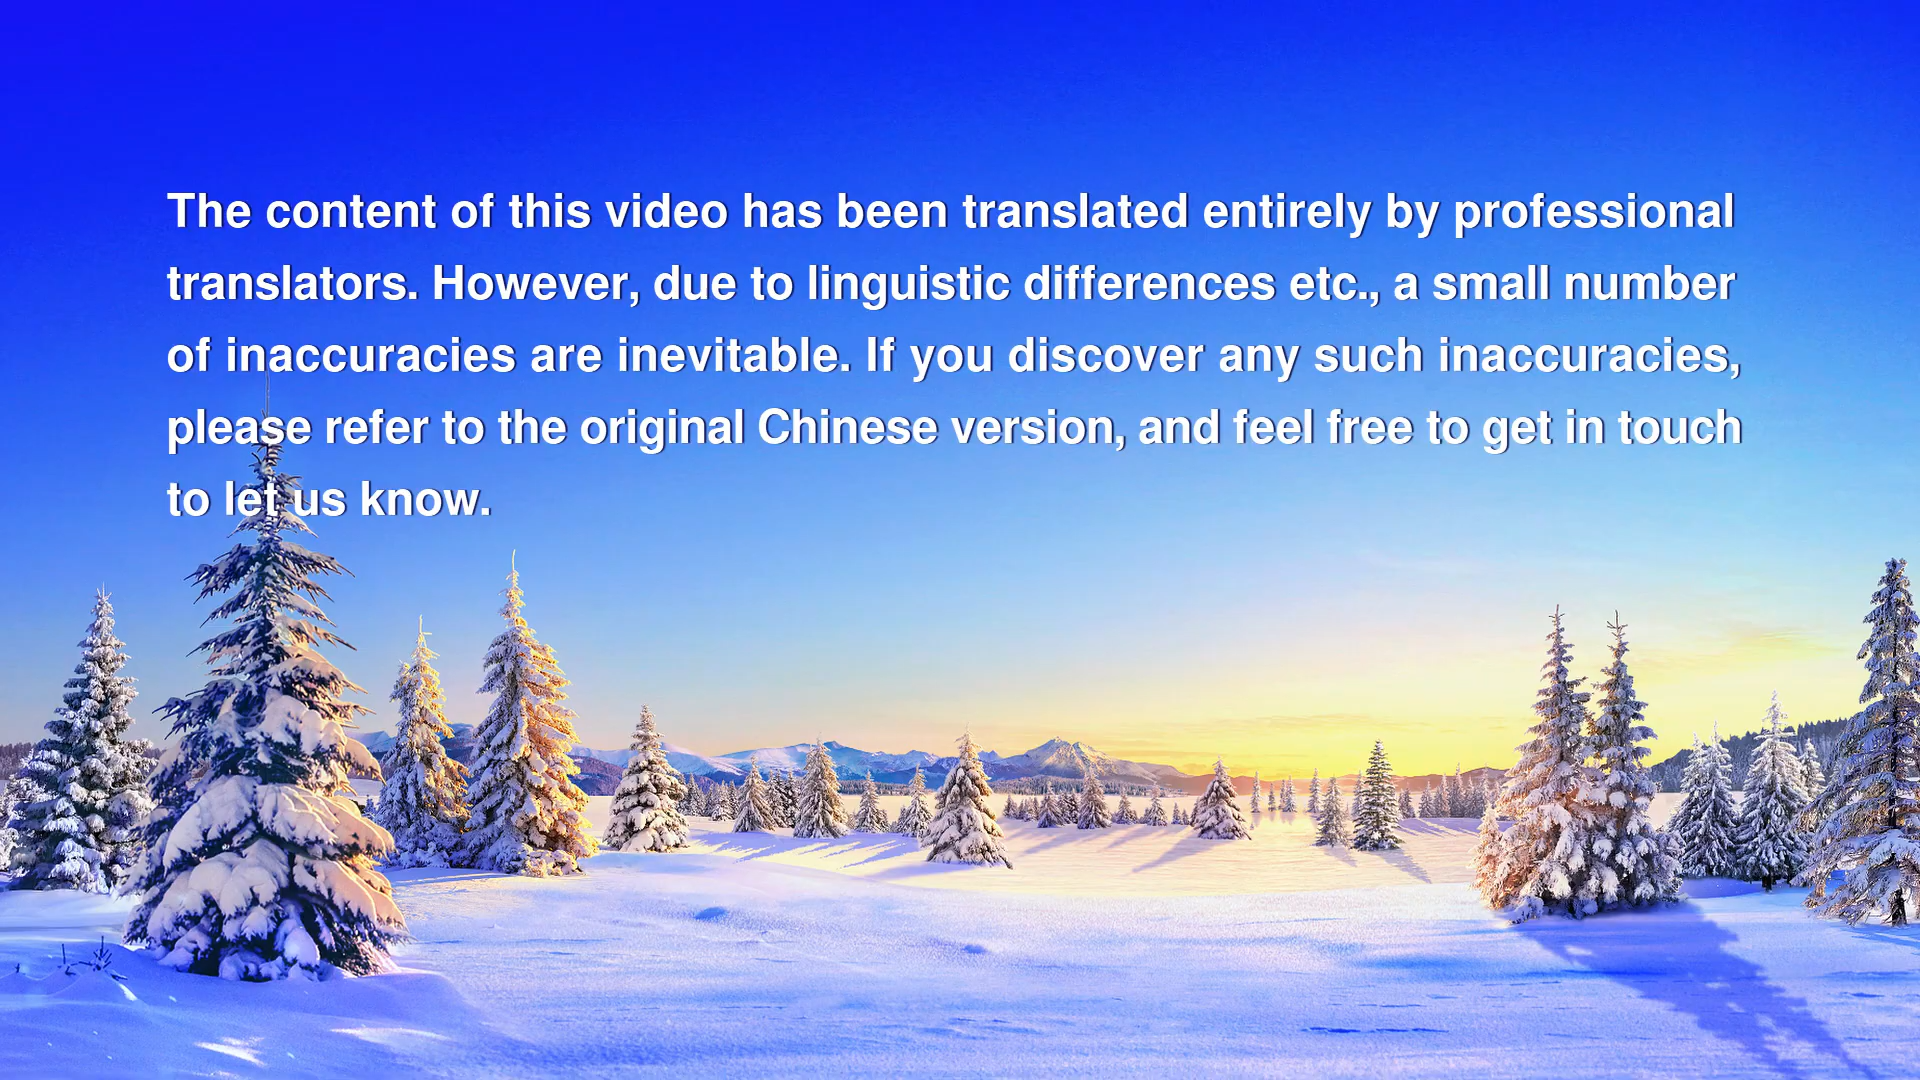 The content of this video has been translated entirely by professional
translators. However, due to linguistic differences etc., a small number
of inaccuracies are inevitable. If you discover any such inaccuracies,
please refer to the original Chinese version, and feel free to get in touch
to let us know.